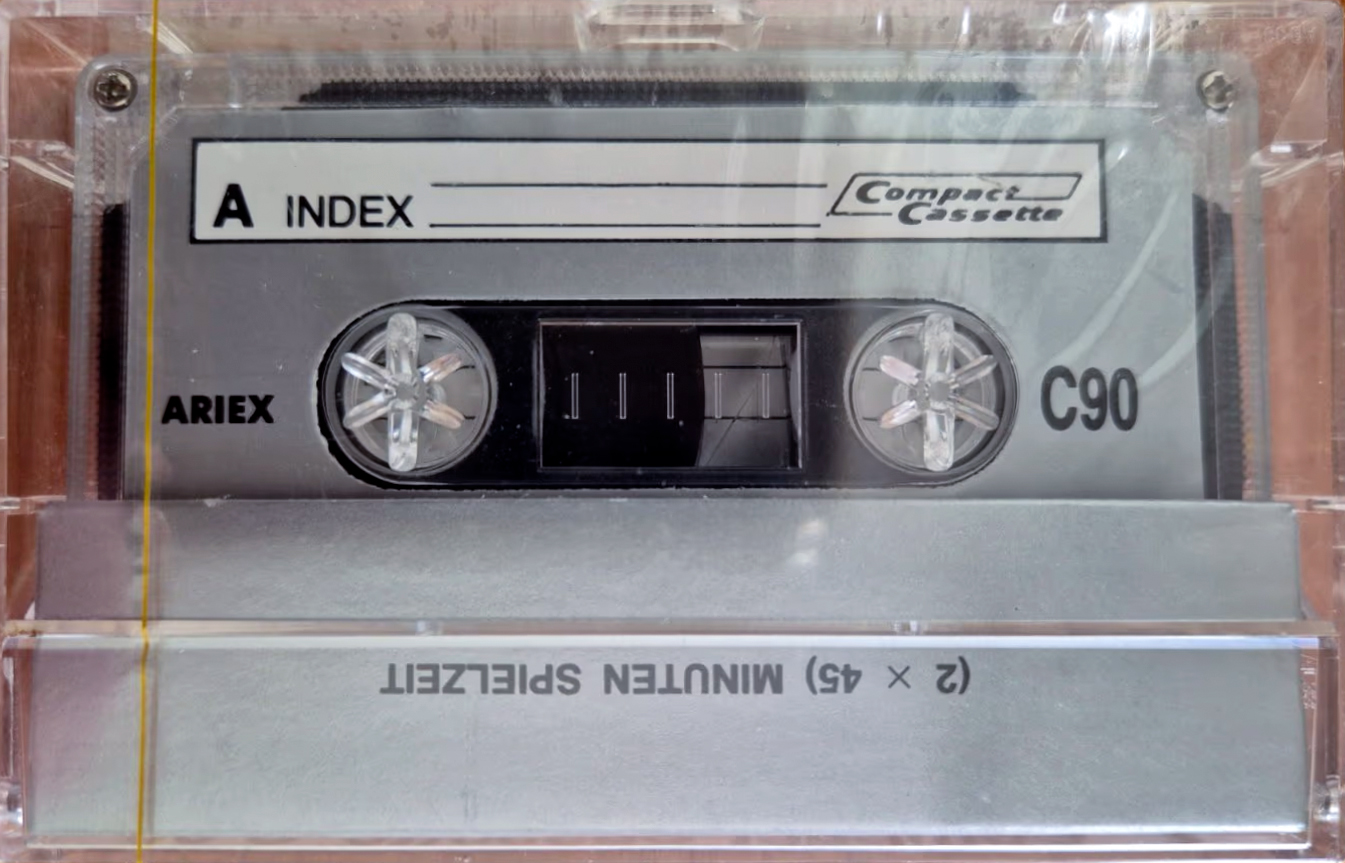 A INDEX Compact
Cassette
ARIEX C90
(2 × 45) MINUTEN SPIELZEIT